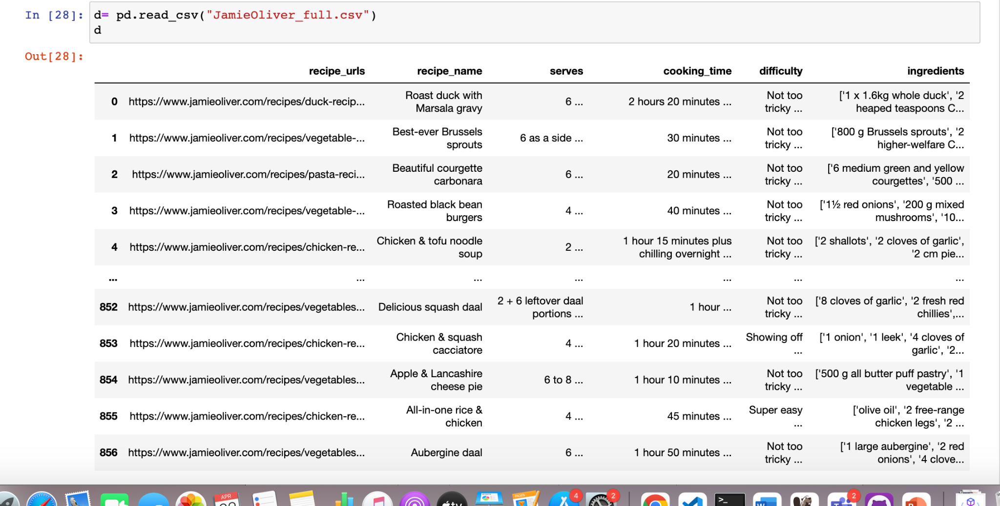 In [28]: d= pd.read_csv("JamieOliver_full.csv")
d
Out[28]:
recipe_urls recipe_name serves cooking_time difficulty ingredients
0 https://www.jamieoliver.com/recipes/duck-recip... Roast duck with Marsala gravy 6 ... 2 hours 20 minutes ... Not too tricky ... ['1 x 1.6kg whole duck', '2 heaped teaspoons C...
1 https://www.jamieoliver.com/recipes/vegetable-... Best-ever Brussels sprouts 6 as a side ... 30 minutes ... Not too tricky ... ['800 g Brussels sprouts', '2 higher-welfare C...
2 https://www.jamieoliver.com/recipes/pasta-reci... Beautiful courgette carbonara 6 ... 20 minutes ... Not too tricky ... ['6 medium green and yellow courgettes', '500 ...
3 https://www.jamieoliver.com/recipes/vegetable-... Roasted black bean burgers 4 ... 40 minutes ... Not too tricky ... ['1½ red onions', '200 g mixed mushrooms', '10...
4 https://www.jamieoliver.com/recipes/chicken-re... Chicken & tofu noodle soup 2 ... 1 hour 15 minutes plus chilling overnight ... Not too tricky ... ['2 shallots', '2 cloves of garlic', '2 cm pie...
... ... ... ... ... ... ...
852 https://www.jamieoliver.com/recipes/vegetables... Delicious squash daal 2 + 6 leftover daal portions ... 1 hour ... Not too tricky ... ['8 cloves of garlic', '2 fresh red chillies',...
853 https://www.jamieoliver.com/recipes/chicken-re... Chicken & squash cacciatore 4 ... 1 hour 20 minutes ... Showing off ... ['1 onion', '1 leek', '4 cloves of garlic', '2...
854 https://www.jamieoliver.com/recipes/vegetables... Apple & Lancashire cheese pie 6 to 8 ... 1 hour 10 minutes ... Not too tricky ... ['500 g all butter puff pastry', '1 vegetable ...
855 https://www.jamieoliver.com/recipes/chicken-re... All-in-one rice & chicken 4 ... 45 minutes ... Super easy ... ['olive oil', '2 free-range chicken legs', '2 ...
856 https://www.jamieoliver.com/recipes/vegetables... Aubergine daal 6 ... 1 hour 50 minutes ... Not too tricky ... ['1 large aubergine', '2 red onions', '4 clove...
APR tv PAGES 4 2 >_ W T 2 P